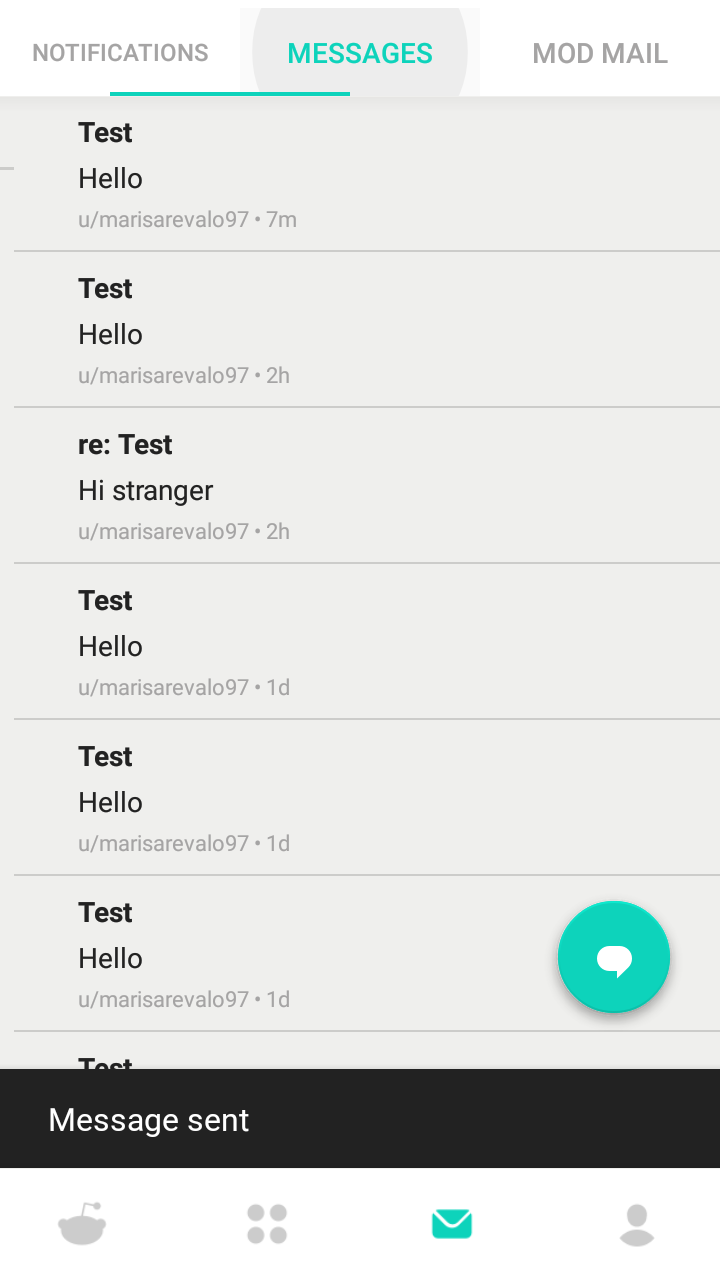 NOTIFICATIONS MESSAGES MOD MAIL
Test
Hello
u/marisarevalo97 • 7m
Test
Hello
u/marisarevalo97 • 2h
re: Test
Hi stranger
u/marisarevalo97 • 2h
Test
Hello
u/marisarevalo97 • 1d
Test
Hello
u/marisarevalo97 • 1d
Test
Hello
u/marisarevalo97 • 1d
Test
Message sent